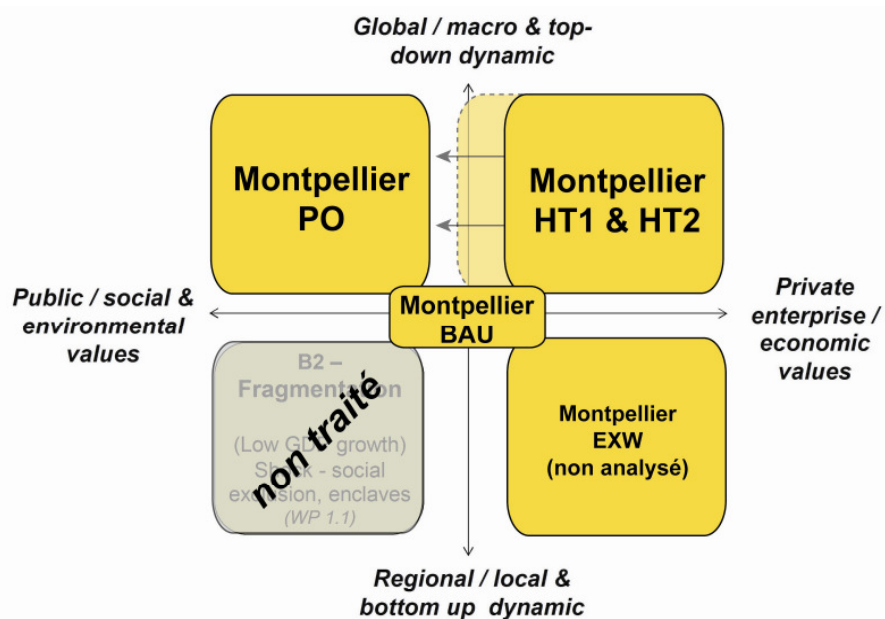 Global / macro & top-
down dynamic
Montpellier
PO
Montpellier
HT1 & HT2
Public / social &
environmental
values
Montpellier
BAU
Private
enterprise /
economic
values
B2 –
Fragmentation
(Low GDP growth)
Shock - social
exclusion, enclaves
(WP 1.1)
non traité
Montpellier
EXW
(non analysé)
Regional / local &
bottom up dynamic